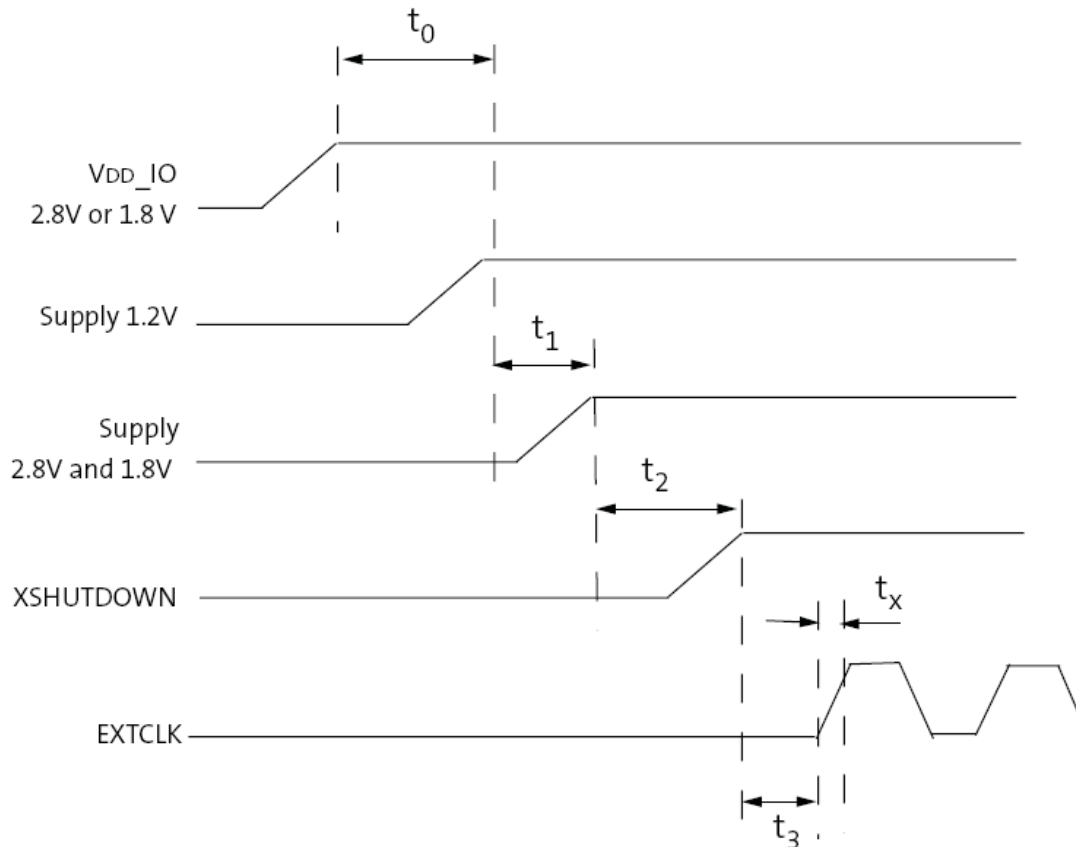 t0
VDD_IO
2.8V or 1.8 V
Supply 1.2V
t1
Supply
2.8V and 1.8V
t2
XSHUTDOWN
tx
EXTCLK
t3